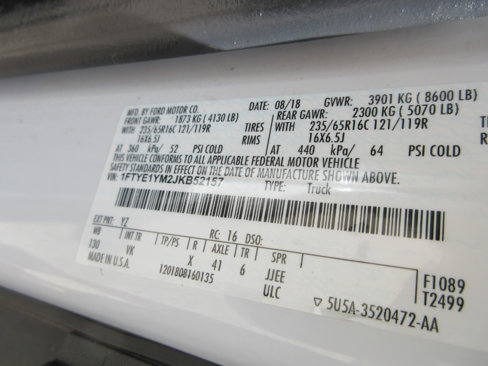 MFD. BY FORD MOTOR CO.
DATE: 08/18 GVWR: 3901 KG ( 8600 LB)
FRONT GAWR: 1873 KG ( 4130 LB)
REAR GAWR: 2300 KG ( 5070 LB)
WITH 235/65R16C 121/119R TIRES
WITH 235/65R16C 121/119R TIRES
16X6.5J RIMS
16X6.5J RIMS
AT 360 kPa/ 52 PSI COLD
AT 440 kPa/ 64 PSI COLD
THIS VEHICLE CONFORMS TO ALL APPLICABLE FEDERAL MOTOR VEHICLE
SAFETY IN EFFECT ON THE DATE OF MANUFACTURE SHOWN ABOVE.
VIN: 1FTYE1YM2JKB52157
TYPE: Truck
EXT PNT: YZ RC: 16 DSO:
WB INT TR TP/PS R AXLE TR SPR
130 VK X 41 6 JJEE
ULC
MADE IN U.S.A. 1201808160135
F1089
T2499
▽ 5U5A-3520472-AA